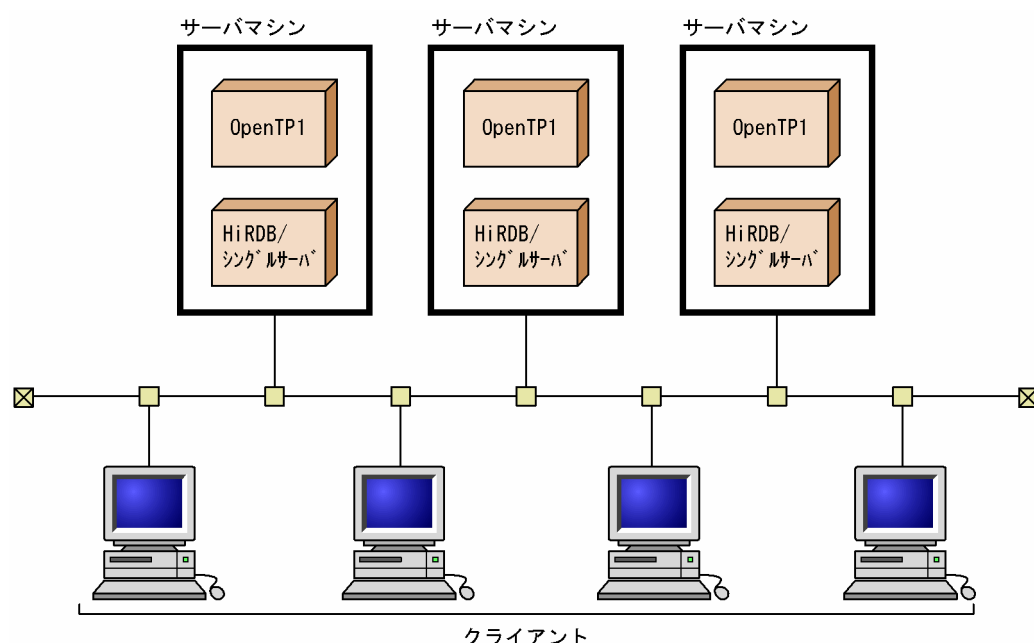 サーバマシン
サーバマシン
サーバマシン
OpenTP1
OpenTP1
OpenTP1
HiRDB/
シングルサーバ
HiRDB/
シングルサーバ
HiRDB/
シングルサーバ
クライアント